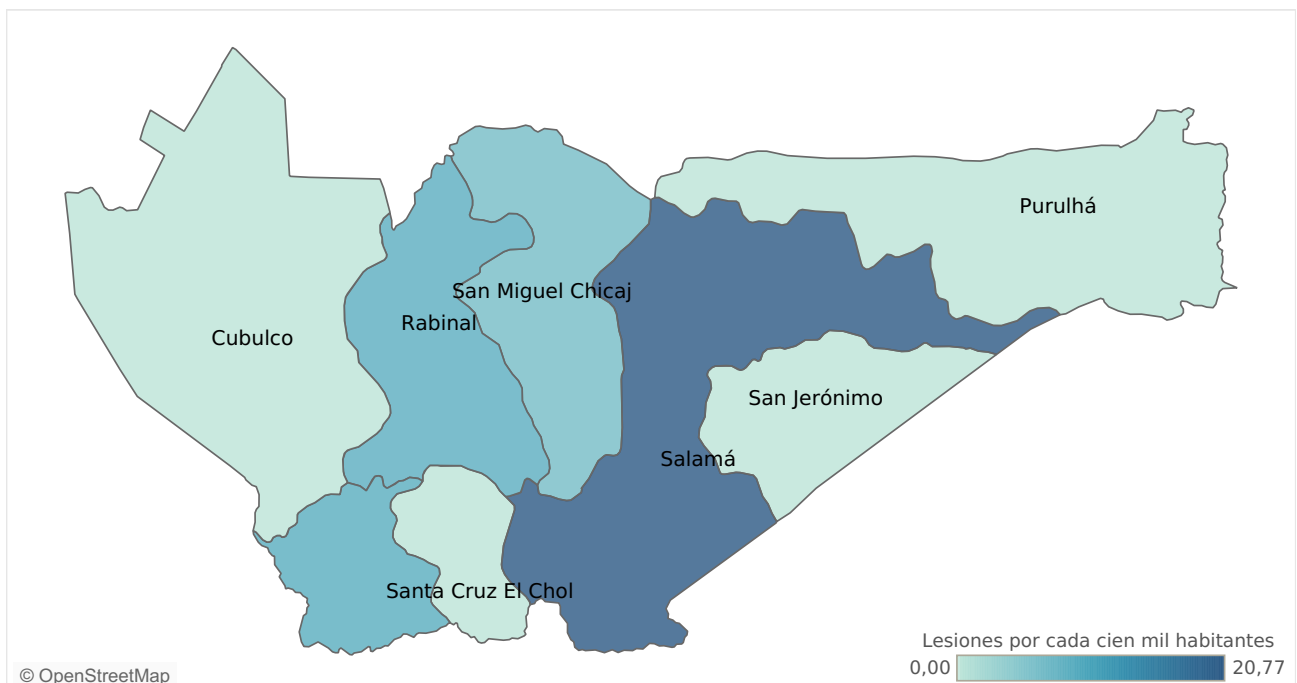 Purulhá
San Miguel Chicaj
Rabinal
Cubulco
San Jerónimo
Salamá
Santa Cruz El Chol
Lesiones por cada cien mil habitantes
0,00 20,77
© OpenStreetMap